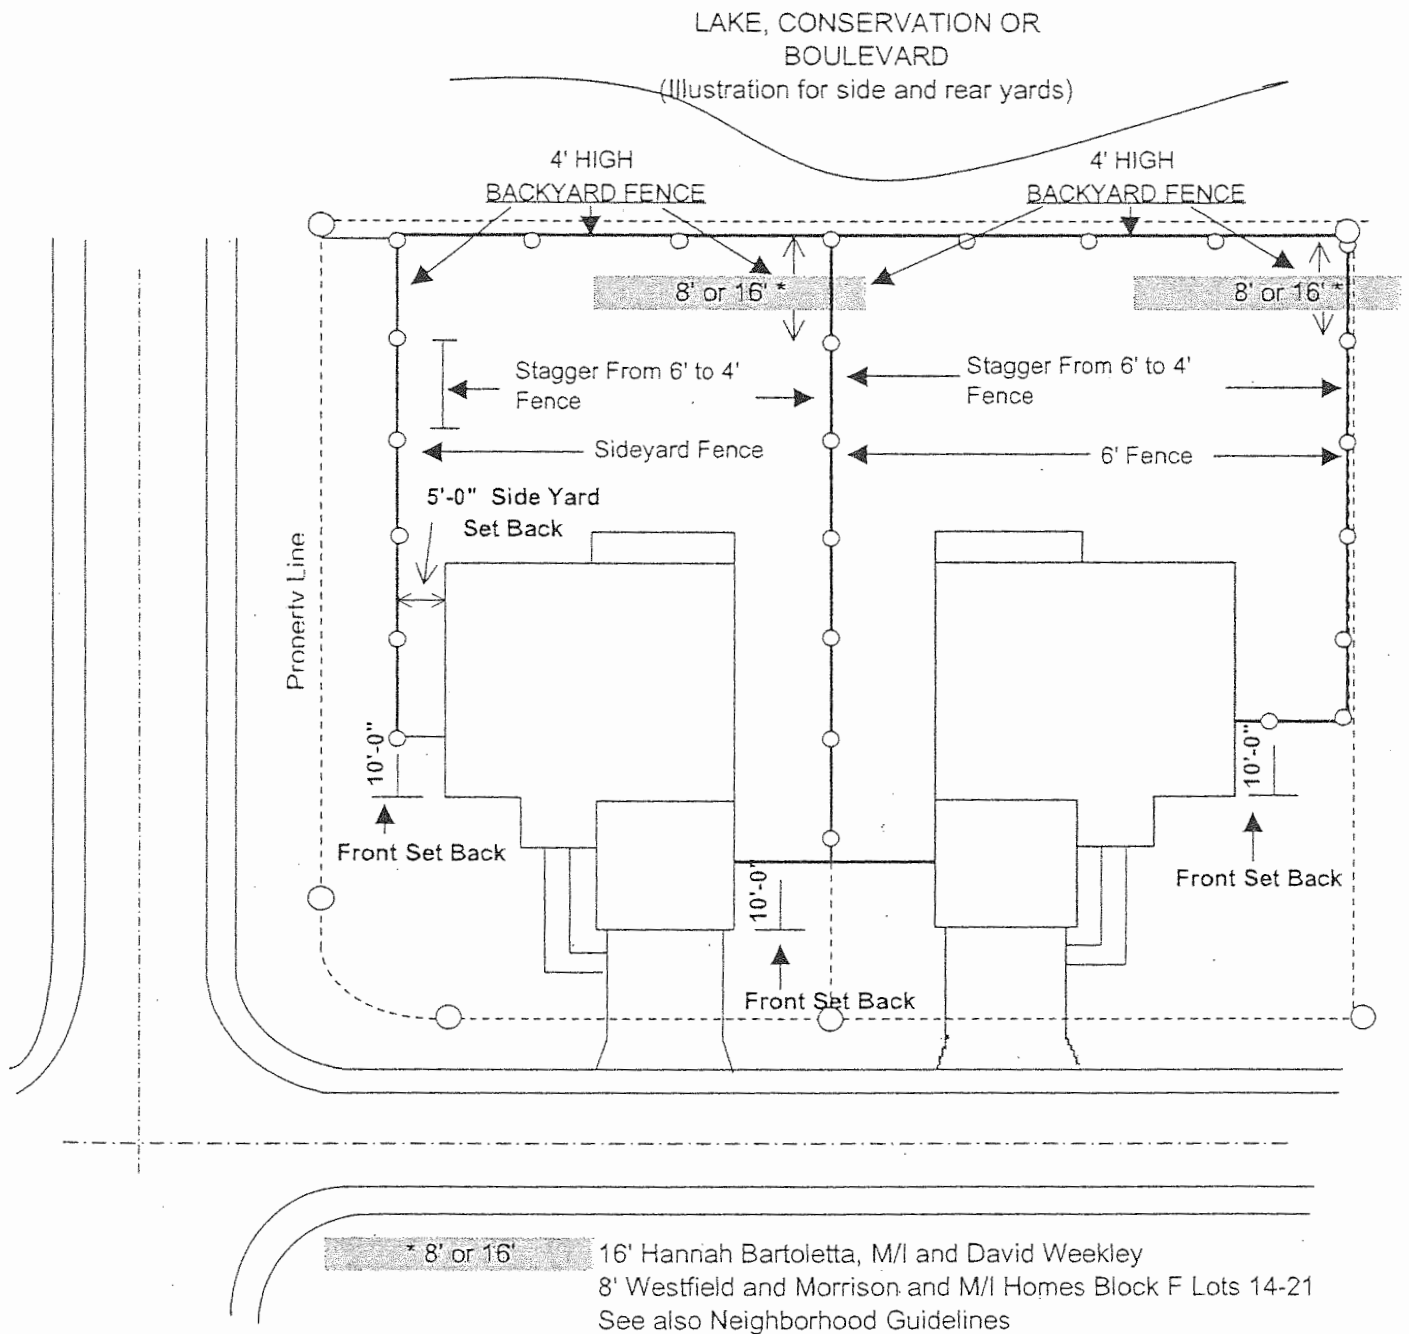 LAKE, CONSERVATION OR
BOULEVARD
(Illustration for side and rear yards)
4' HIGH
BACKYARD FENCE
4' HIGH
BACKYARD FENCE
8' or 16' *
8' or 16' *
Stagger From 6' to 4'
Fence
Stagger From 6' to 4'
Fence
Sideyard Fence
6' Fence
5'-0" Side Yard
Set Back
Property Line
10'-0"
10'-0"
Front Set Back
10'-0"
Front Set Back
Front Set Back
* 8' or 16'
16' Hannah Bartoletta, M/I and David Weekley
8' Westfield and Morrison and M/I Homes Block F Lots 14-21
See also Neighborhood Guidelines